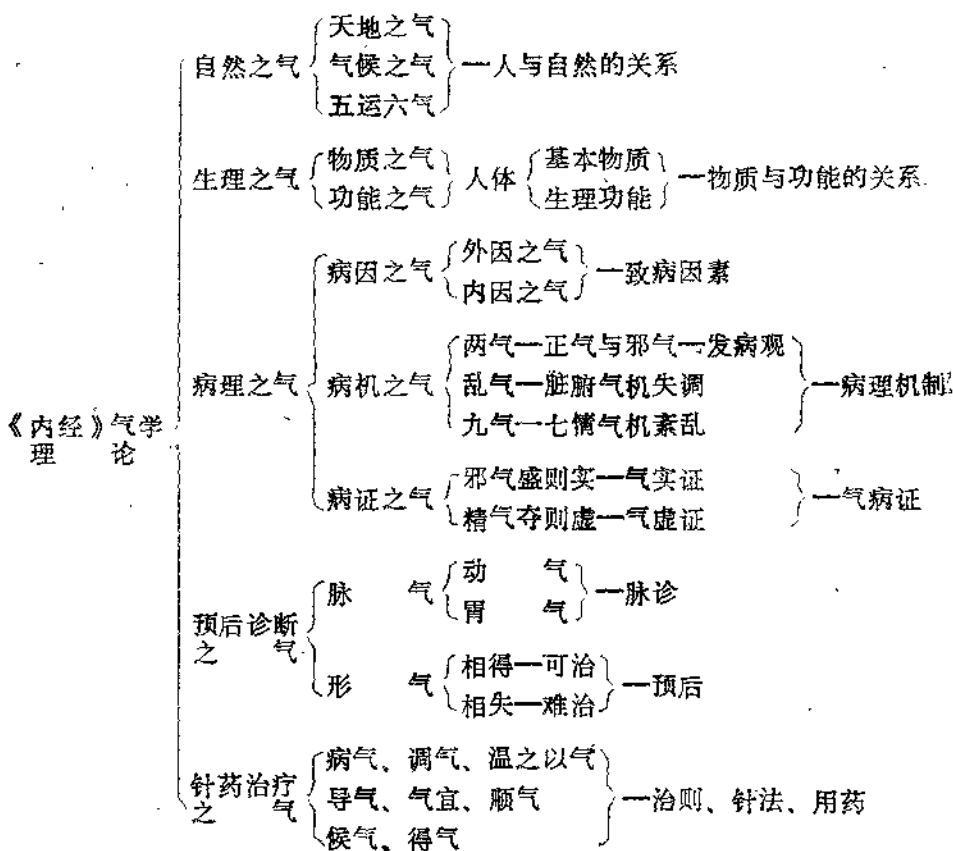 天地之气
自然之气 气候之气 一人与自然的关系
五运六气
生理之气 物质之气 人体 基本物质 一物质与功能的关系
功能之气 生理功能
病因之气 外因之气 一致病因素
内因之气
病理之气 病机之气 两气一正气与邪气一发病观
乱气一脏腑气机失调 一病理机制
九气一七情气机紊乱
《内经》气学
理论
病证之气 邪气盛则实一气实证 一气病证
精气夺则虚一气虚证
预后诊断
之气
脉气 动气 一脉诊
胃气
形气 相得一可治 一预后
相失一难治
针药治疗
之气
病气、调气、温之以气
导气、气宜、顺气 一治则、针法、用药
候气、得气